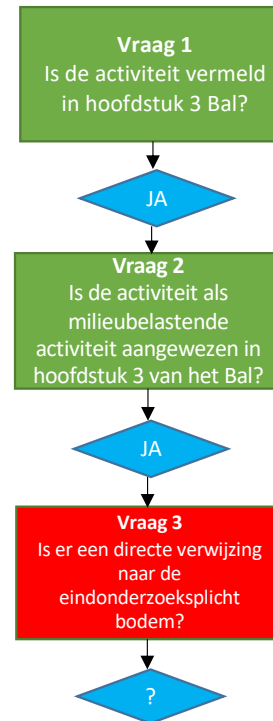 Vraag 1
Is de activiteit vermeld
in hoofdstuk 3 Bal?
JA
Vraag 2
Is de activiteit als
milieubelastende
activiteit aangewezen in
hoofdstuk 3 van het Bal?
JA
Vraag 3
Is er een directe verwijzing
naar de
eindonderzoeksplicht
bodem?
?